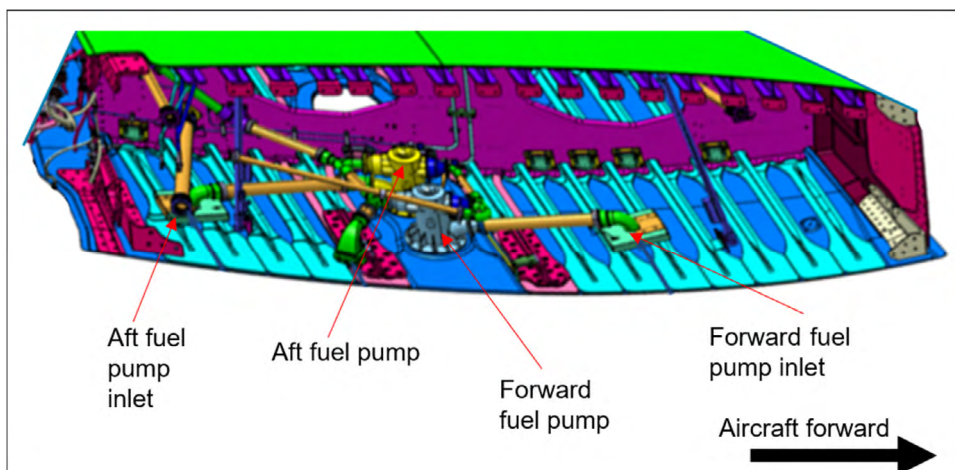 Aft fuel
pump
inlet
Aft fuel pump
Forward
fuel pump
Forward fuel
pump inlet
Aircraft forward